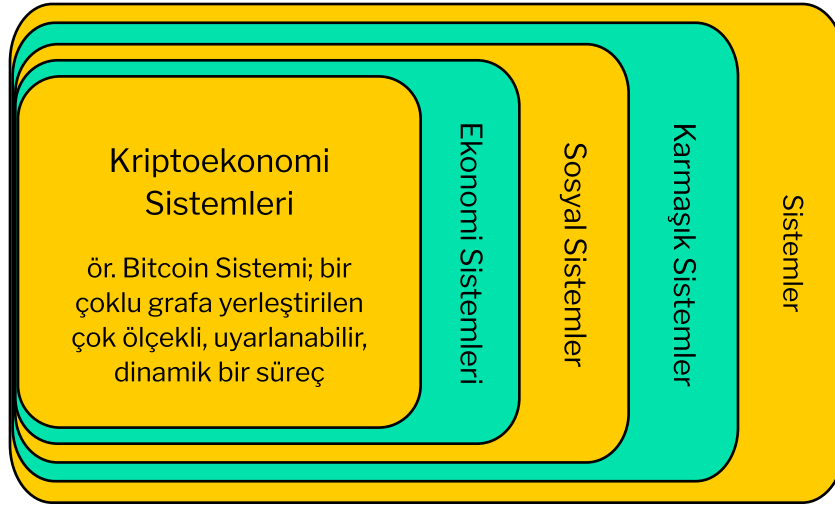 Kriptoekonomi
Sistemleri
ör. Bitcoin Sistemi; bir
çoklu grafa yerleştirilen
çok ölçekli, uyarlanabilir,
dinamik bir süreç
Ekonomi Sistemleri
Sosyal Sistemler
Karmaşık Sistemler
Sistemler